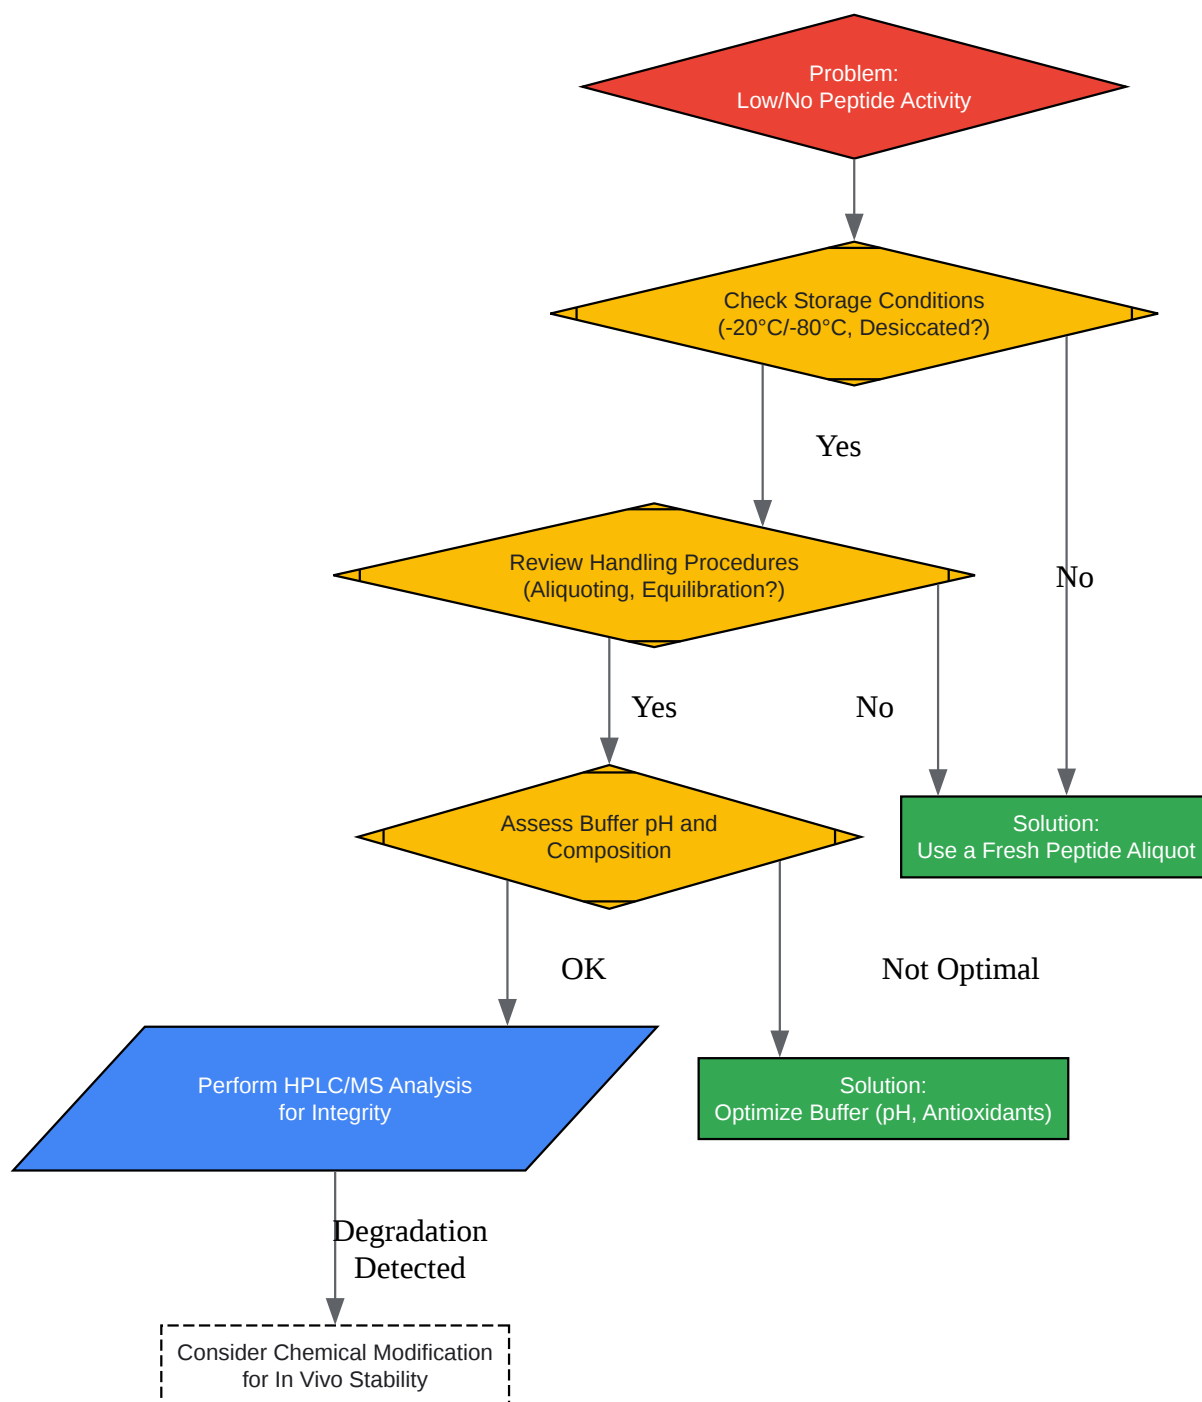 Problem:
Low/No Peptide Activity
Check Storage Conditions
(-20°C/-80°C, Desiccated?)
Yes
Review Handling Procedures
(Aliquoting, Equilibration?)
No
Yes
No
Assess Buffer pH and
Composition
Solution:
Use a Fresh Peptide Aliquot
OK
Not Optimal
Perform HPLC/MS Analysis
for Integrity
Solution:
Optimize Buffer (pH, Antioxidants)
Degradation
Detected
Consider Chemical Modification
for In Vivo Stability